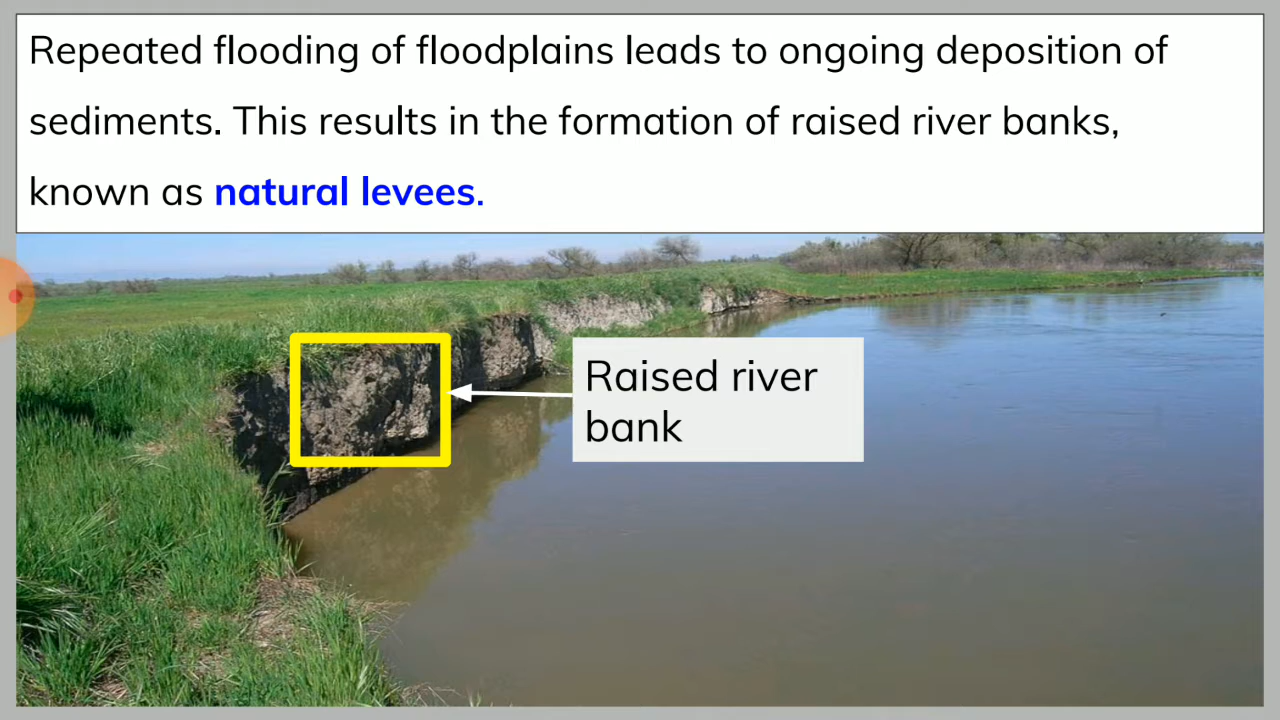 Repeated flooding of floodplains leads to ongoing deposition of
sediments. This results in the formation of raised river banks,
known as natural levees.
Raised river
bank